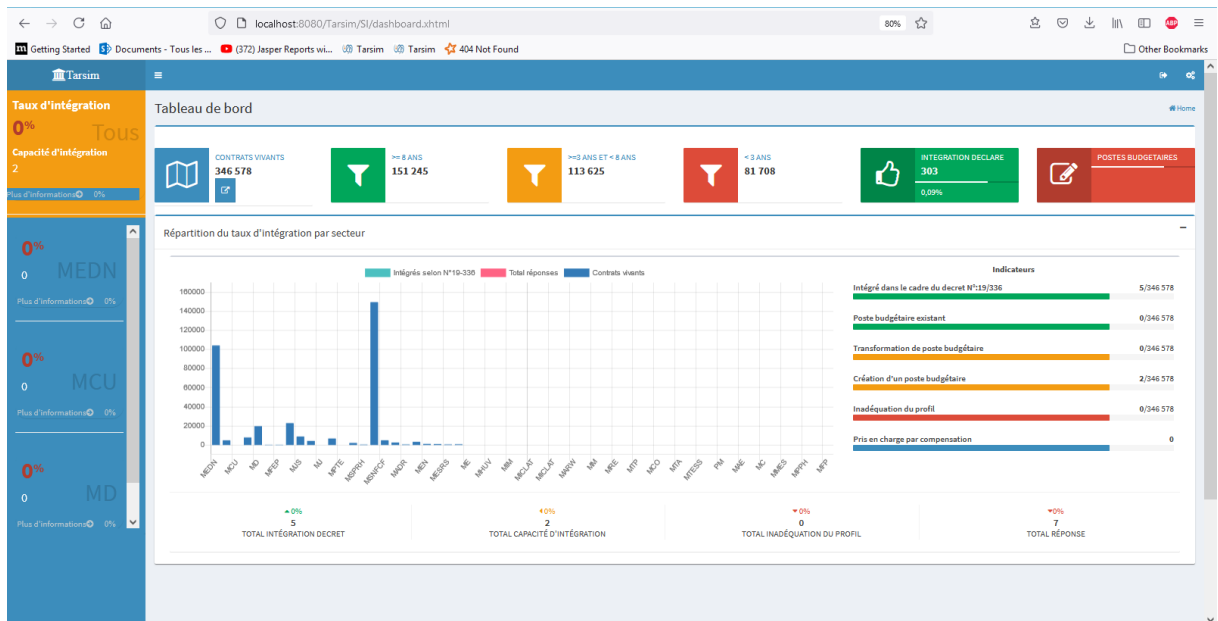 localhost:8080/Tarsim/SI/dashboard.xhtml
80%
ABP
Getting Started
Documents - Tous les ...
(372) Jasper Reports wi...
Tarsim
Tarsim
404 Not Found
Other Bookmarks
Tarsim
Taux d'intégration
0%
Tous
Capacité d'intégration
2
Plus d'informations 0%
Tableau de bord
Home
CONTRATS VIVANTS
346 578
>= 8 ANS
151 245
>=3 ANS ET < 8 ANS
113 625
< 3 ANS
81 708
INTEGRATION DECLARE
303
0,09%
POSTES BUDGETAIRES
0%
MEDN
0
Plus d'informations 0%
0%
MCU
0
Plus d'informations 0%
0%
MD
0
Plus d'informations 0%
Répartition du taux d'intégration par secteur
Intégrés selon N°19-336
Total réponses
Contrats vivants
160000
140000
120000
100000
80000
60000
40000
20000
0
MEDN
MCU
MD
MFEP
MJS
MJ
MPTE
MSPRH
MSNFCF
MADR
MEN
MESRS
ME
MHUV
MIM
MICLAT
MICLAT
MARW
MM
MRE
MTP
MCO
MTA
MTESS
PM
MAE
MC
MMES
MPPH
MFP
Indicateurs
Intégré dans le cadre du decret N°:19/336 5/346 578
Poste budgétaire existant 0/346 578
Transformation de poste budgétaire 0/346 578
Création d'un poste budgétaire 2/346 578
Inadéquation du profil 0/346 578
Pris en charge par compensation 0
0%
5
TOTAL INTÉGRATION DECRET
0%
2
TOTAL CAPACITÉ D'INTÉGRATION
0%
0
TOTAL INADÉQUATION DU PROFIL
0%
7
TOTAL RÉPONSE